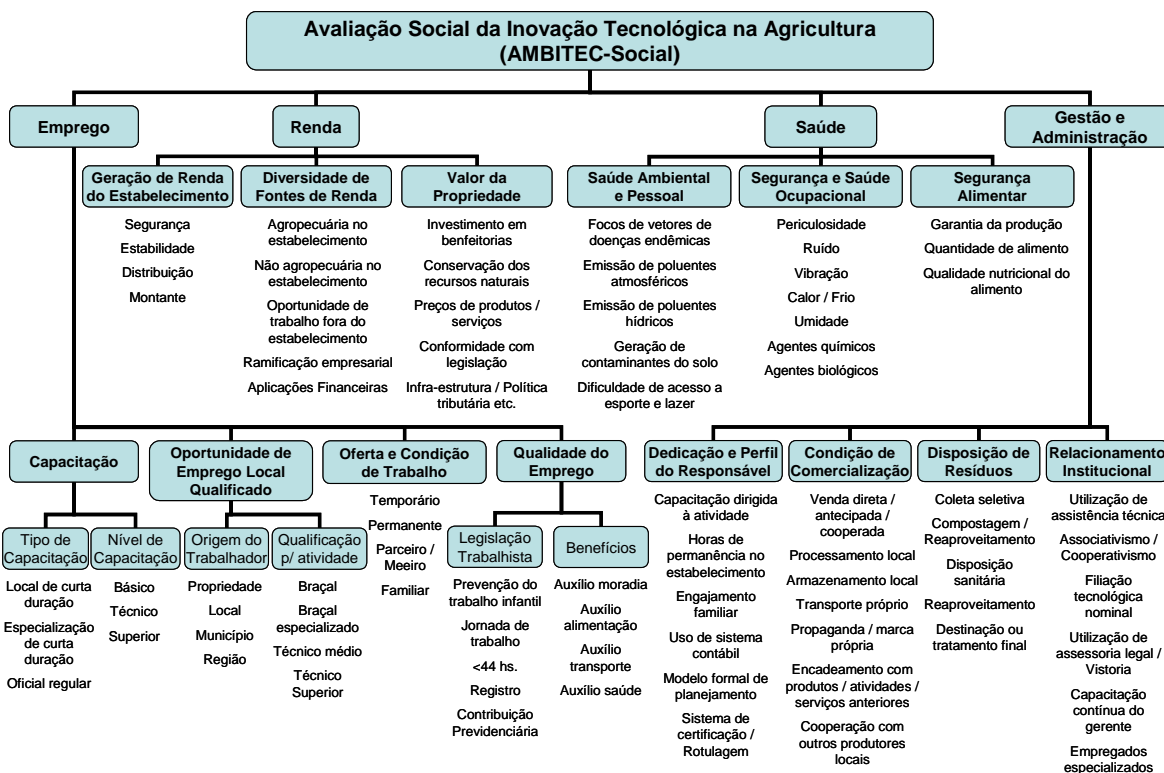 Avaliação Social da Inovação Tecnológica na Agricultura
(AMBITEC-Social)
Emprego
Renda
Saúde
Gestão e
Administração
Geração de Renda
do Estabelecimento
Segurança
Estabilidade
Distribuição
Montante
Diversidade de
Fontes de Renda
Agropecuária no
estabelecimento
Não agropecuária no
estabelecimento
Oportunidade de
trabalho fora do
estabelecimento
Ramificação empresarial
Aplicações Financeiras
Valor da
Propriedade
Investimento em
benfeitorias
Conservação dos
recursos naturais
Preços de produtos /
serviços
Conformidade com
legislação
Infra-estrutura / Política
tributária etc.
Saúde Ambiental
e Pessoal
Focos de vetores de
doenças endêmicas
Emissão de poluentes
atmosféricos
Emissão de poluentes
hídricos
Geração de
contaminantes do solo
Dificuldade de acesso a
esporte e lazer
Segurança e Saúde
Ocupacional
Periculosidade
Ruído
Vibração
Calor / Frio
Umidade
Agentes químicos
Agentes biológicos
Segurança
Alimentar
Garantia da produção
Quantidade de alimento
Qualidade nutricional do
alimento
Capacitação
Tipo de
Capacitação
Local de curta
duração
Especialização
de curta
duração
Oficial regular
Nível de
Capacitação
Básico
Técnico
Superior
Oportunidade de
Emprego Local
Qualificado
Origem do
Trabalhador
Propriedade
Local
Município
Região
Qualificação
p/ atividade
Braçal
Braçal
especializado
Técnico médio
Técnico
Superior
Oferta e Condição
de Trabalho
Temporário
Permanente
Parceiro /
Meeiro
Familiar
Qualidade do
Emprego
Legislação
Trabalhista
Prevenção do
trabalho infantil
Jornada de
trabalho
<44 hs.
Registro
Contribuição
Previdenciária
Benefícios
Auxílio moradia
Auxílio
alimentação
Auxílio
transporte
Auxílio saúde
Dedicação e Perfil
do Responsável
Capacitação dirigida
à atividade
Horas de
permanência no
estabelecimento
Engajamento
familiar
Uso de sistema
contábil
Modelo formal de
planejamento
Sistema de
certificação /
Rotulagem
Condição de
Comercialização
Venda direta /
antecipada /
cooperada
Processamento local
Armazenamento local
Transporte próprio
Propaganda / marca
própria
Encadeamento com
produtos / atividades /
serviços anteriores
Cooperação com
outros produtores
locais
Disposição de
Resíduos
Coleta seletiva
Compostagem /
Reaproveitamento
Disposição
sanitária
Reaproveitamento
Destinação ou
tratamento final
Relacionamento
Institucional
Utilização de
assistência técnica
Associativismo /
Cooperativismo
Filiação
tecnológica
nominal
Utilização de
assessoria legal /
Vistoria
Capacitação
contínua do
gerente
Empregados
especializados